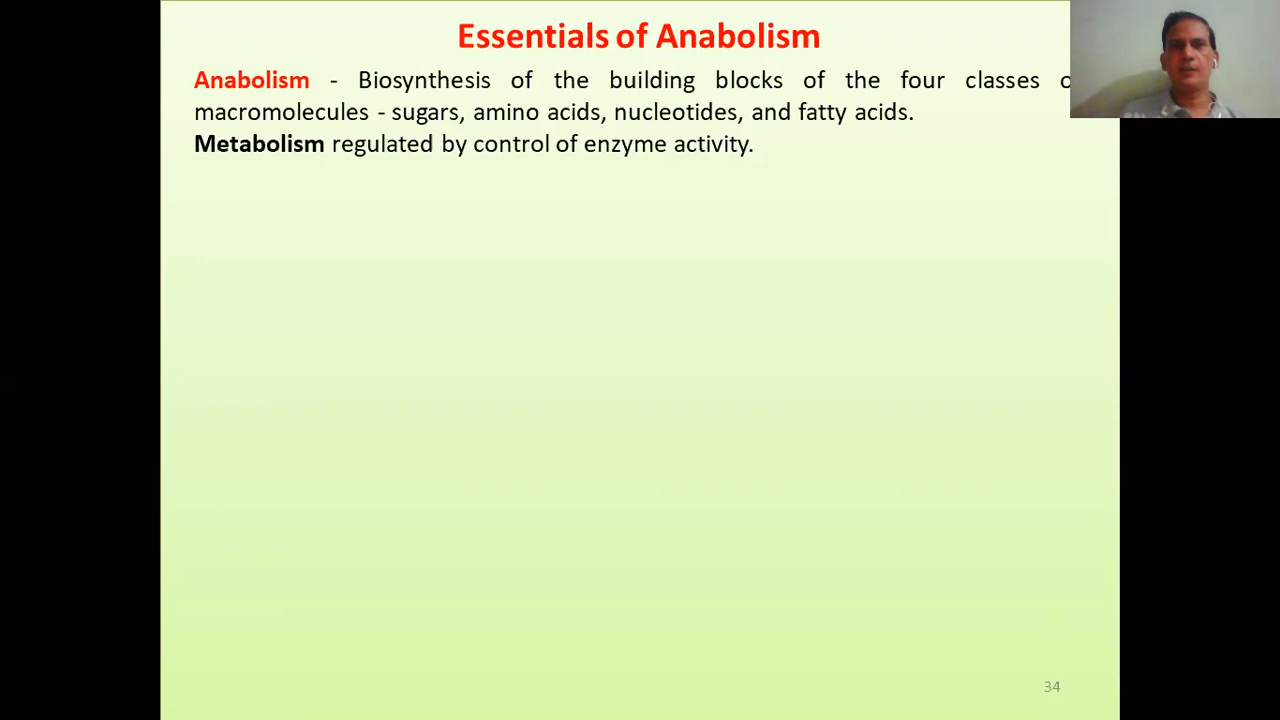 Essentials of Anabolism
Anabolism - Biosynthesis of the building blocks of the four classes
macromolecules - sugars, amino acids, nucleotides, and fatty acids.
Metabolism regulated by control of enzyme activity.
34